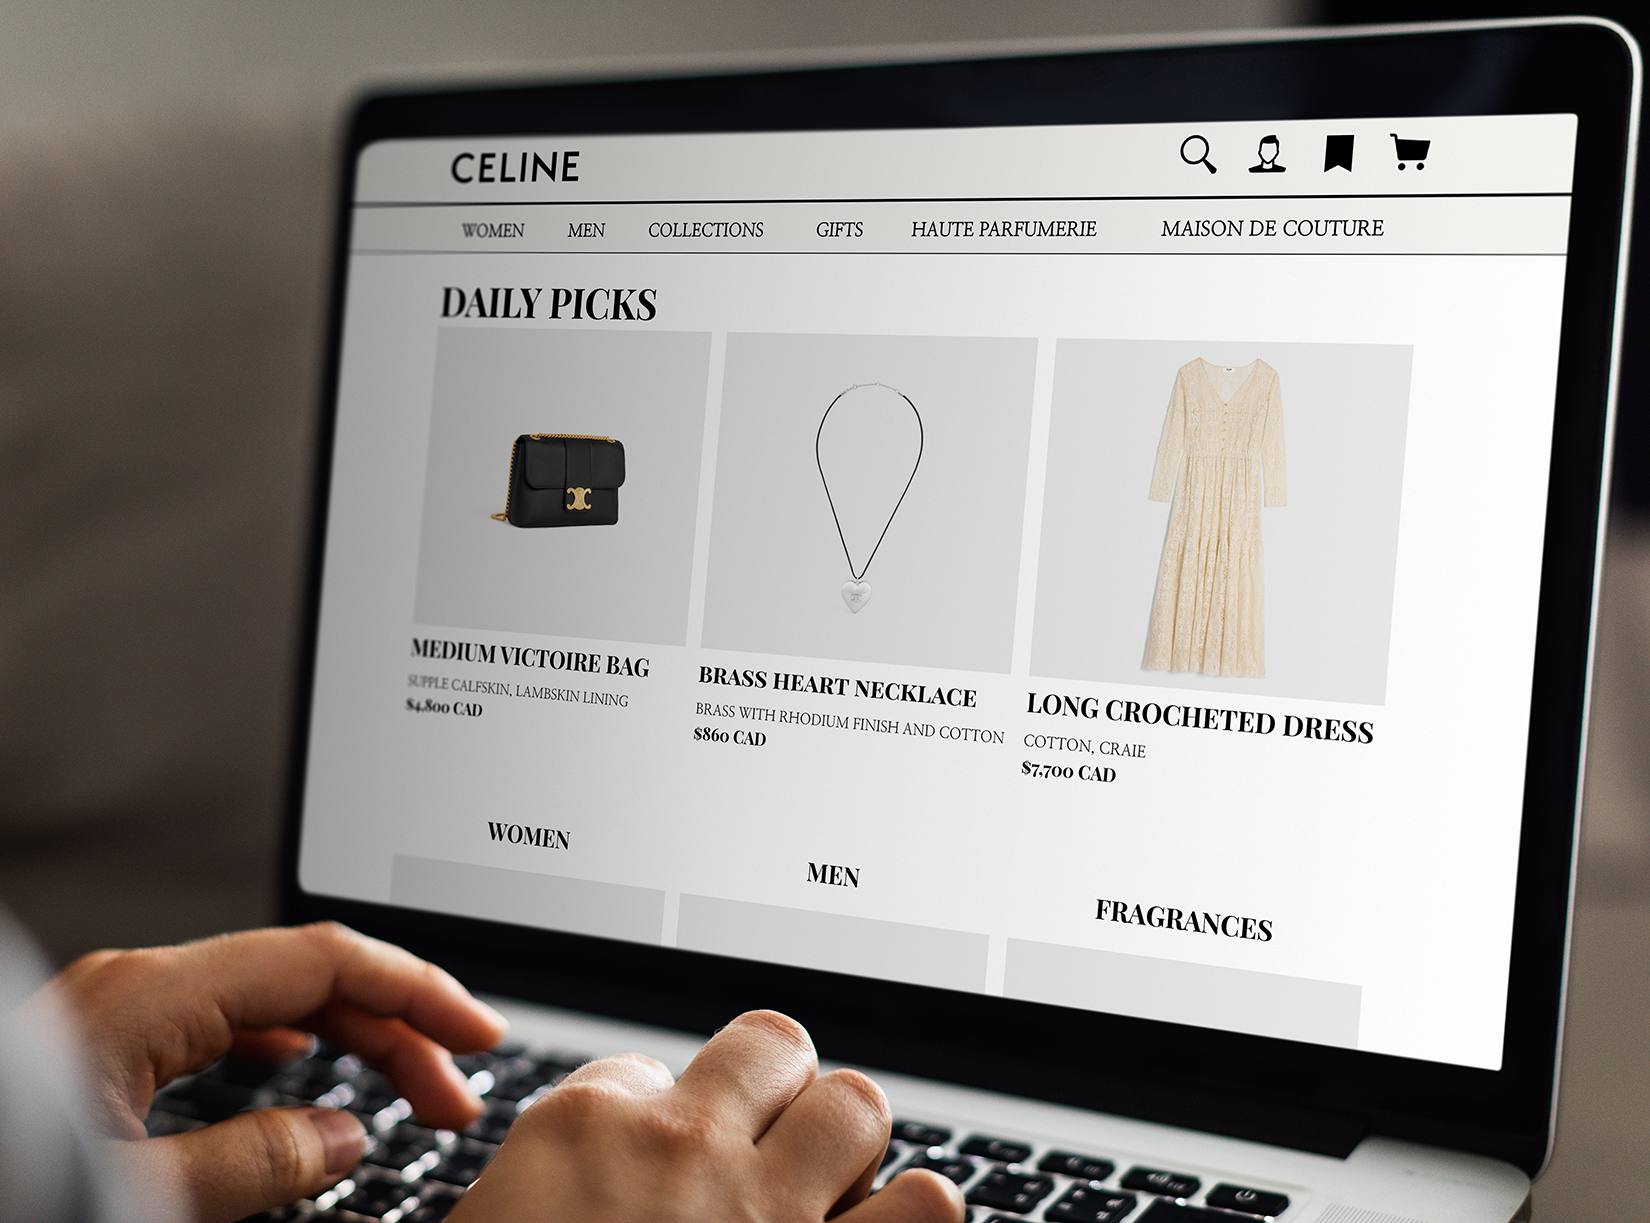 CELINE
WOMEN MEN COLLECTIONS GIFTS HAUTE PARFUMERIE MAISON DE COUTURE
DAILY PICKS
MEDIUM VICTOIRE BAG
SUPPLE CALFSKIN, LAMBSKIN LINING
$4,800 CAD
BRASS HEART NECKLACE
BRASS WITH RHODIUM FINISH AND COTTON
$860 CAD
LONG CROCHETED DRESS
COTTON, CRAIE
$7,700 CAD
WOMEN
MEN
FRAGRANCES